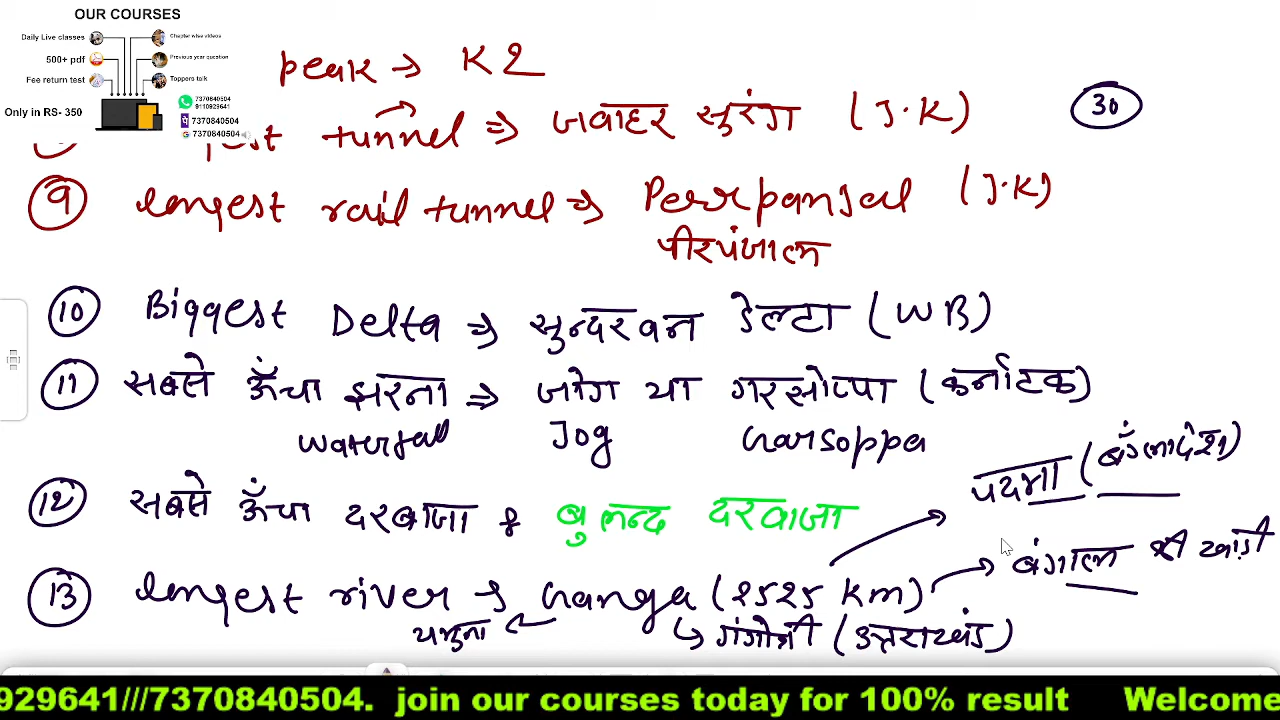 OUR COURSES
Daily Live classes
Chapter wise videos
500+ pdf
Previous year question
Fee return test
Toppers talk
Only in RS- 350
7370840504
9110929641
7370840504
7370840504
peak → K2
tunnel ⇒ जवाहर सुरंग (J.K)
30
9 longest rail tunnel ⇒ Peerpanjal (J.K)
पीरपंजाल
10 Biggest Delta ⇒ सुन्दरवन डेल्टा (WB)
11 सबसे ऊँचा झरना ⇒ जोग या गरसोप्पा (कर्नाटक)
waterfall Jog Garsoppa
पदमा (बंग्लादेश)
12 सबसे ऊँचा दरवाजा बुलन्द दरवाजा
बंगाल की खाड़ी
13 longest river → Ganga (2525 Km)
यमुना गंगोत्री (उत्तराखंड)
929641///7370840504. join our courses today for 100% result Welcome